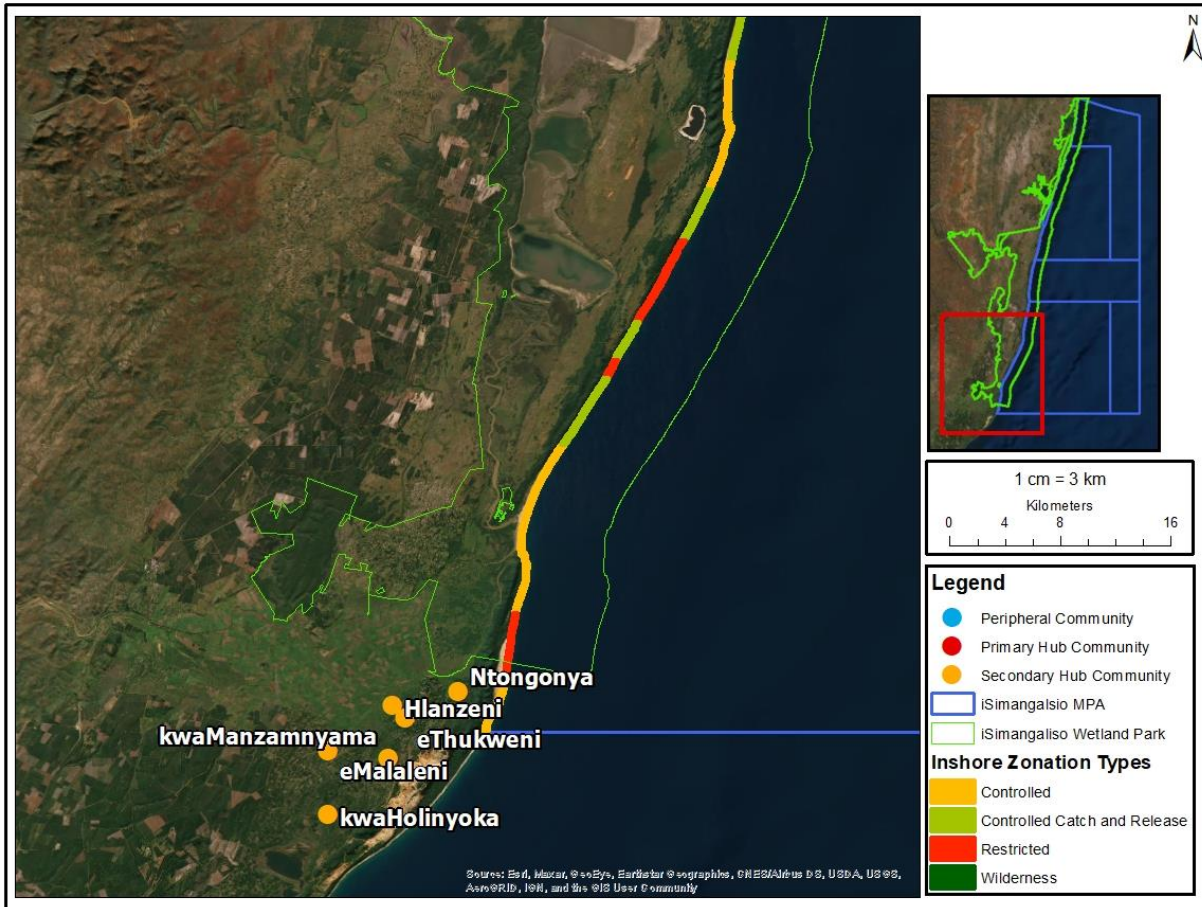 N
1 cm = 3 km
Kilometers
0 4 8 16
Legend
Peripheral Community
Primary Hub Community
Secondary Hub Community
iSimangalsio MPA
iSimangaliso Wetland Park
Inshore Zonation Types
Controlled
Controlled Catch and Release
Restricted
Wilderness
Ntongonya
Hlanzeni
kwaManzamnyama
eThukweni
eMalaleni
kwaHolinyoka
Source: Esri, Maxar, GeoEye, Earthstar Geographics, CNES/Airbus DS, USDA, USGS,
AeroGRID, IGN, and the GIS User Community